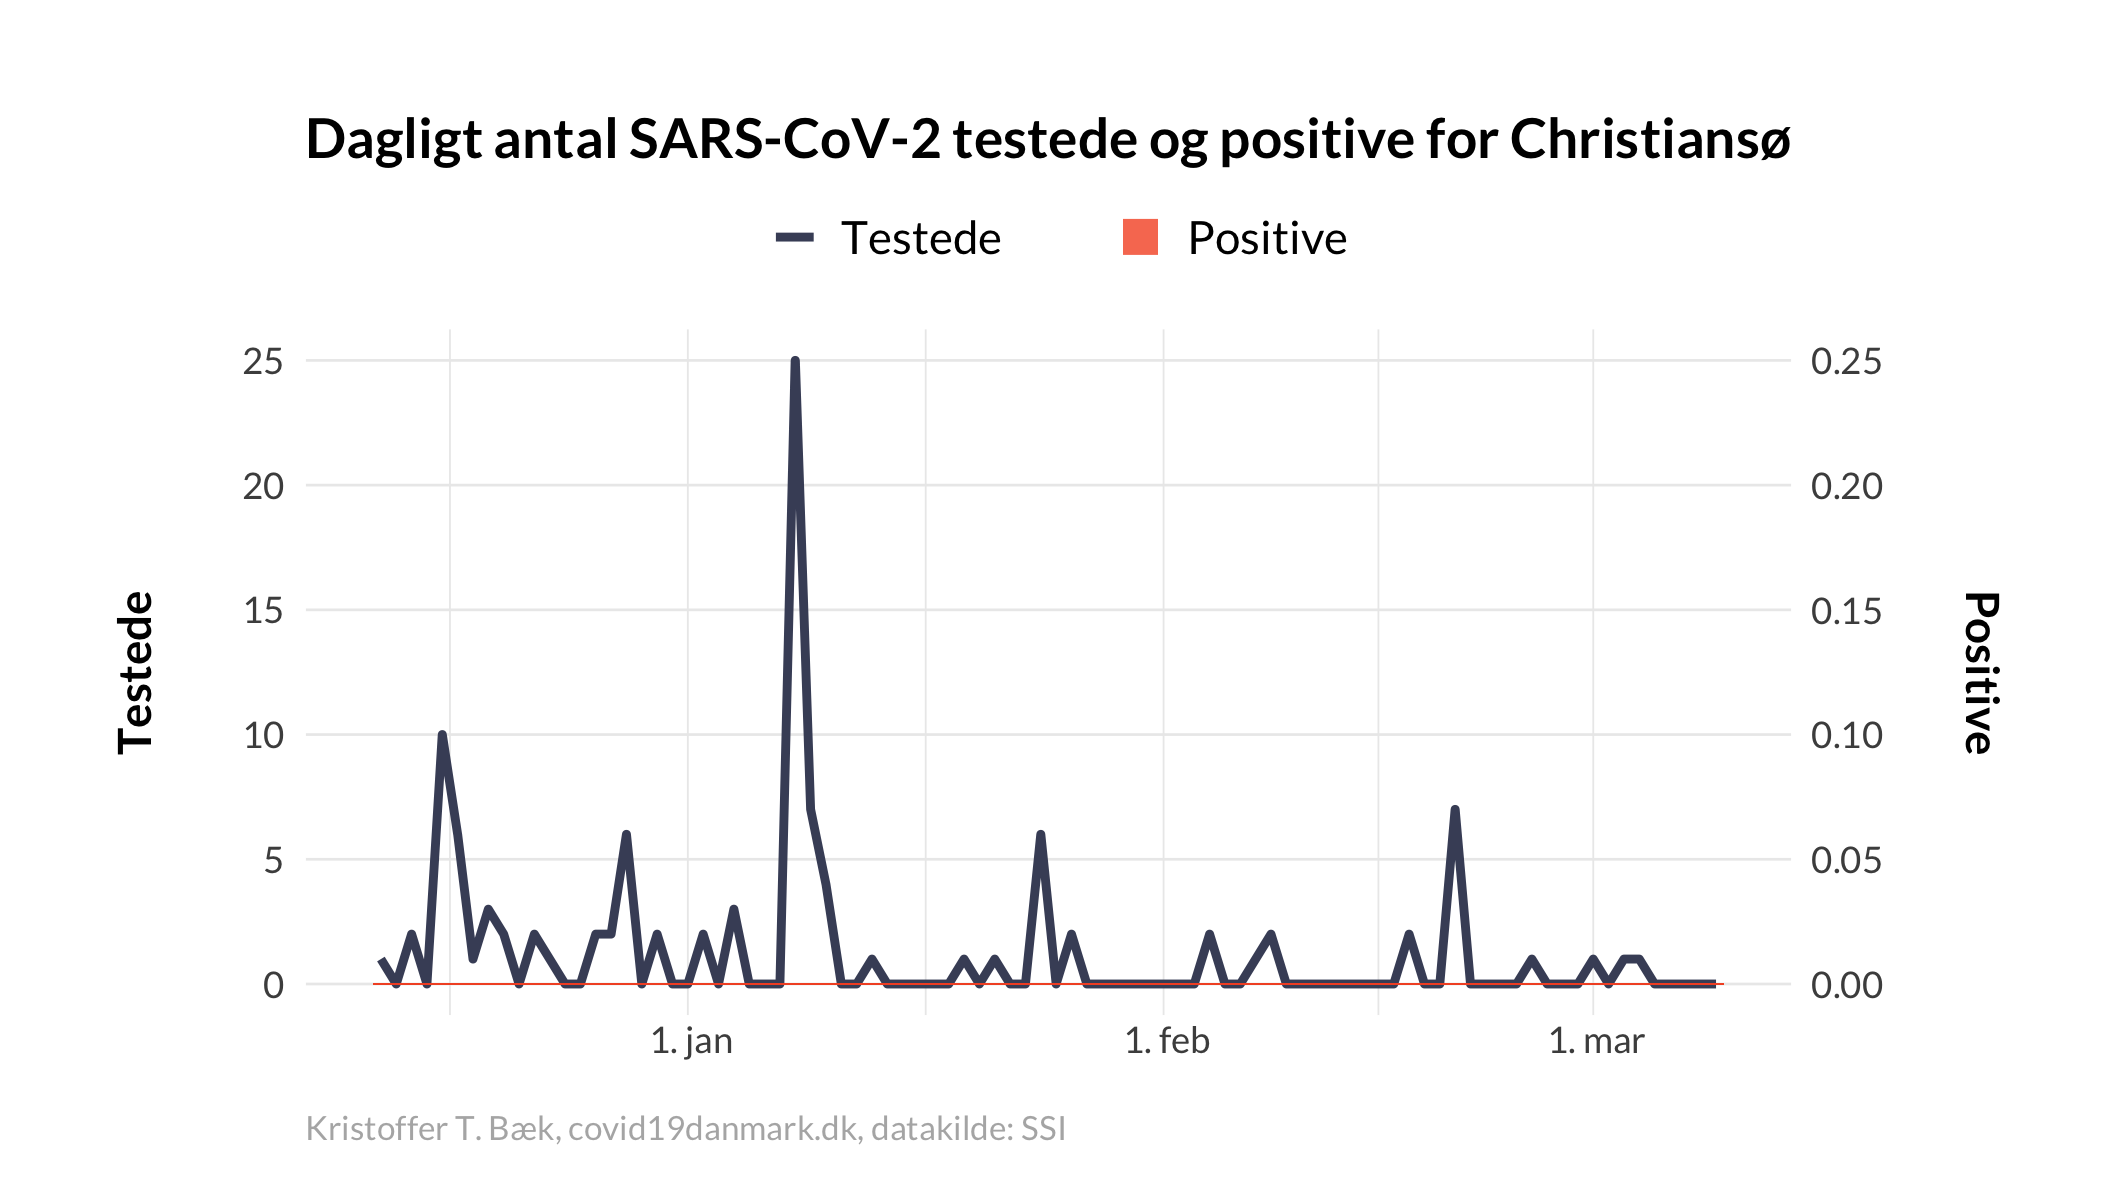 Dagligt antal SARS-CoV-2 testede og positive for Christiansø
Testede
Positive
25
20
15
10
5
0
Testede
0.25
0.20
0.15
0.10
0.05
0.00
Positive
1. jan
1. feb
1. mar
Kristoffer T. Bæk, covid19danmark.dk, datakilde: SSI